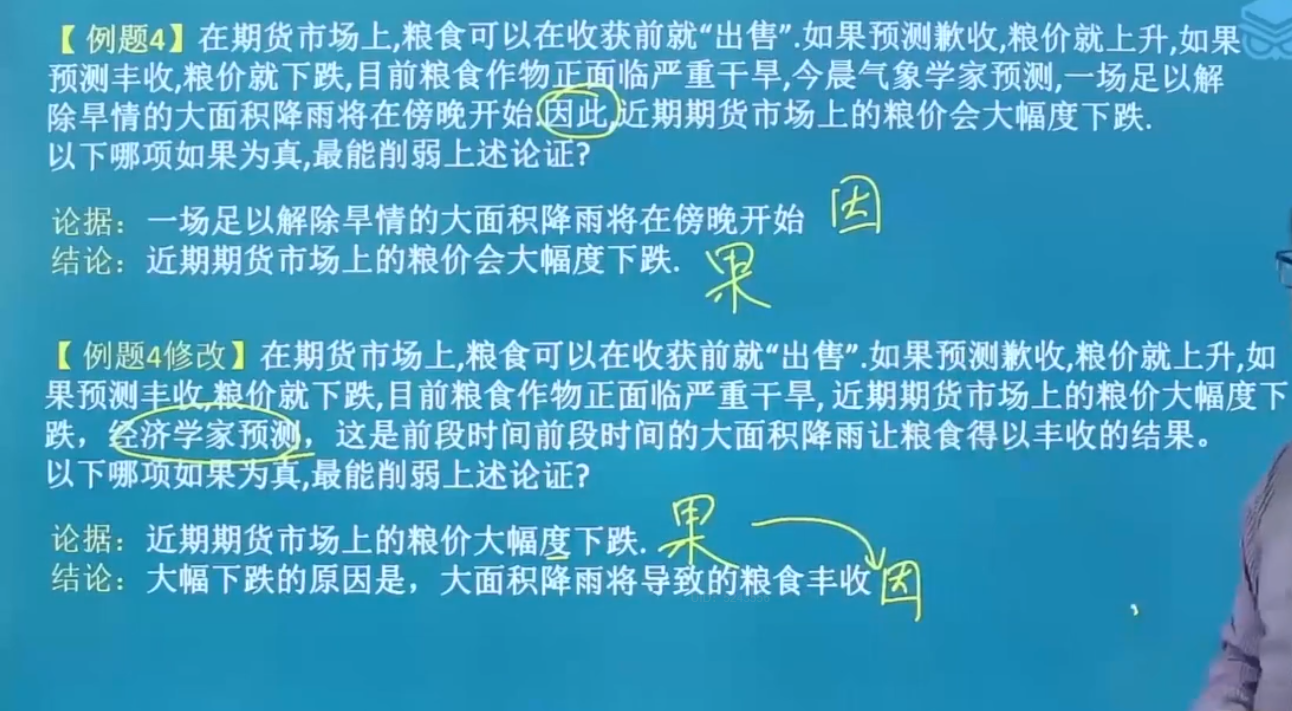 【 例题4】在期货市场上,粮食可以在收获前就“出售”.如果预测歉收,粮价就上升,如果
预测丰收,粮价就下跌,目前粮食作物正面临严重干旱,今晨气象学家预测,一场足以解
除旱情的大面积降雨将在傍晚开始,因此,近期期货市场上的粮价会大幅度下跌.
以下哪项如果为真,最能削弱上述论证?
论据：一场足以解除旱情的大面积降雨将在傍晚开始 因
结论：近期期货市场上的粮价会大幅度下跌. 果
【 例题4修改】在期货市场上,粮食可以在收获前就“出售”.如果预测歉收,粮价就上升,如
果预测丰收,粮价就下跌,目前粮食作物正面临严重干旱, 近期期货市场上的粮价大幅度下
跌，经济学家预测，这是前段时间前段时间的大面积降雨让粮食得以丰收的结果。
以下哪项如果为真,最能削弱上述论证?
论据：近期期货市场上的粮价大幅度下跌. 果
结论：大幅下跌的原因是，大面积降雨将导致的粮食丰收 因